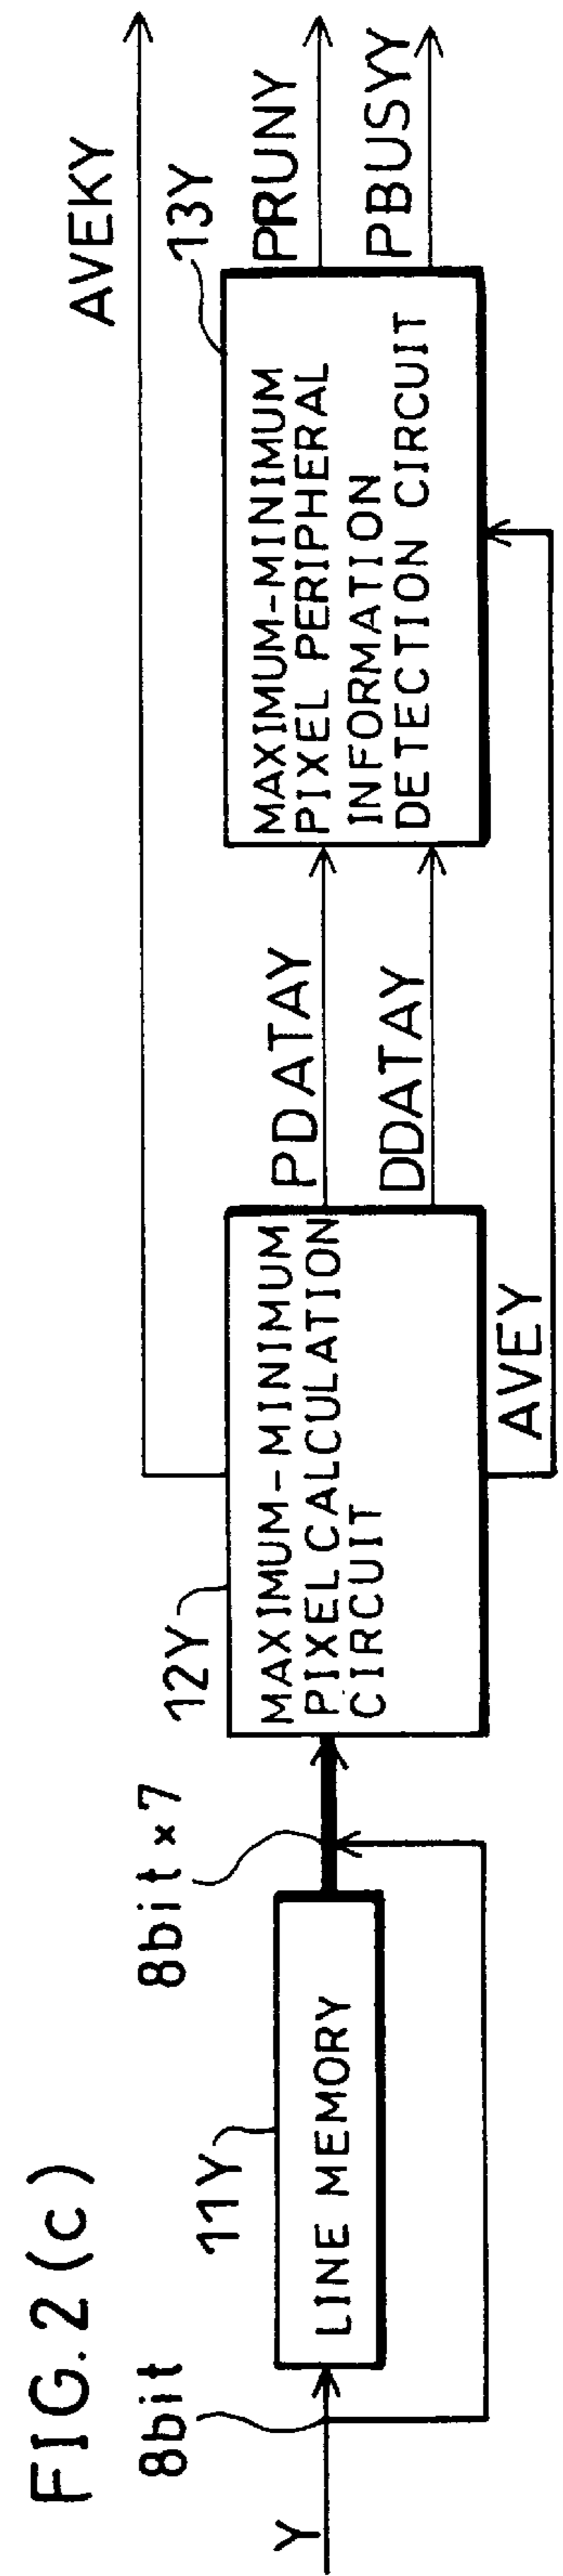 FIG. 2 (c)
Y
8bit
11Y
LINE MEMORY
8bit×7
12Y
MAXIMUM-MINIMUM
PIXEL CALCULATION
CIRCUIT
AVEKY
PDATAY
DDATAY
AVEY
13Y
MAXIMUM-MINIMUM
PIXEL PERIPHERAL
INFORMATION
DETECTION CIRCUIT
PRUNY
PBUSYY